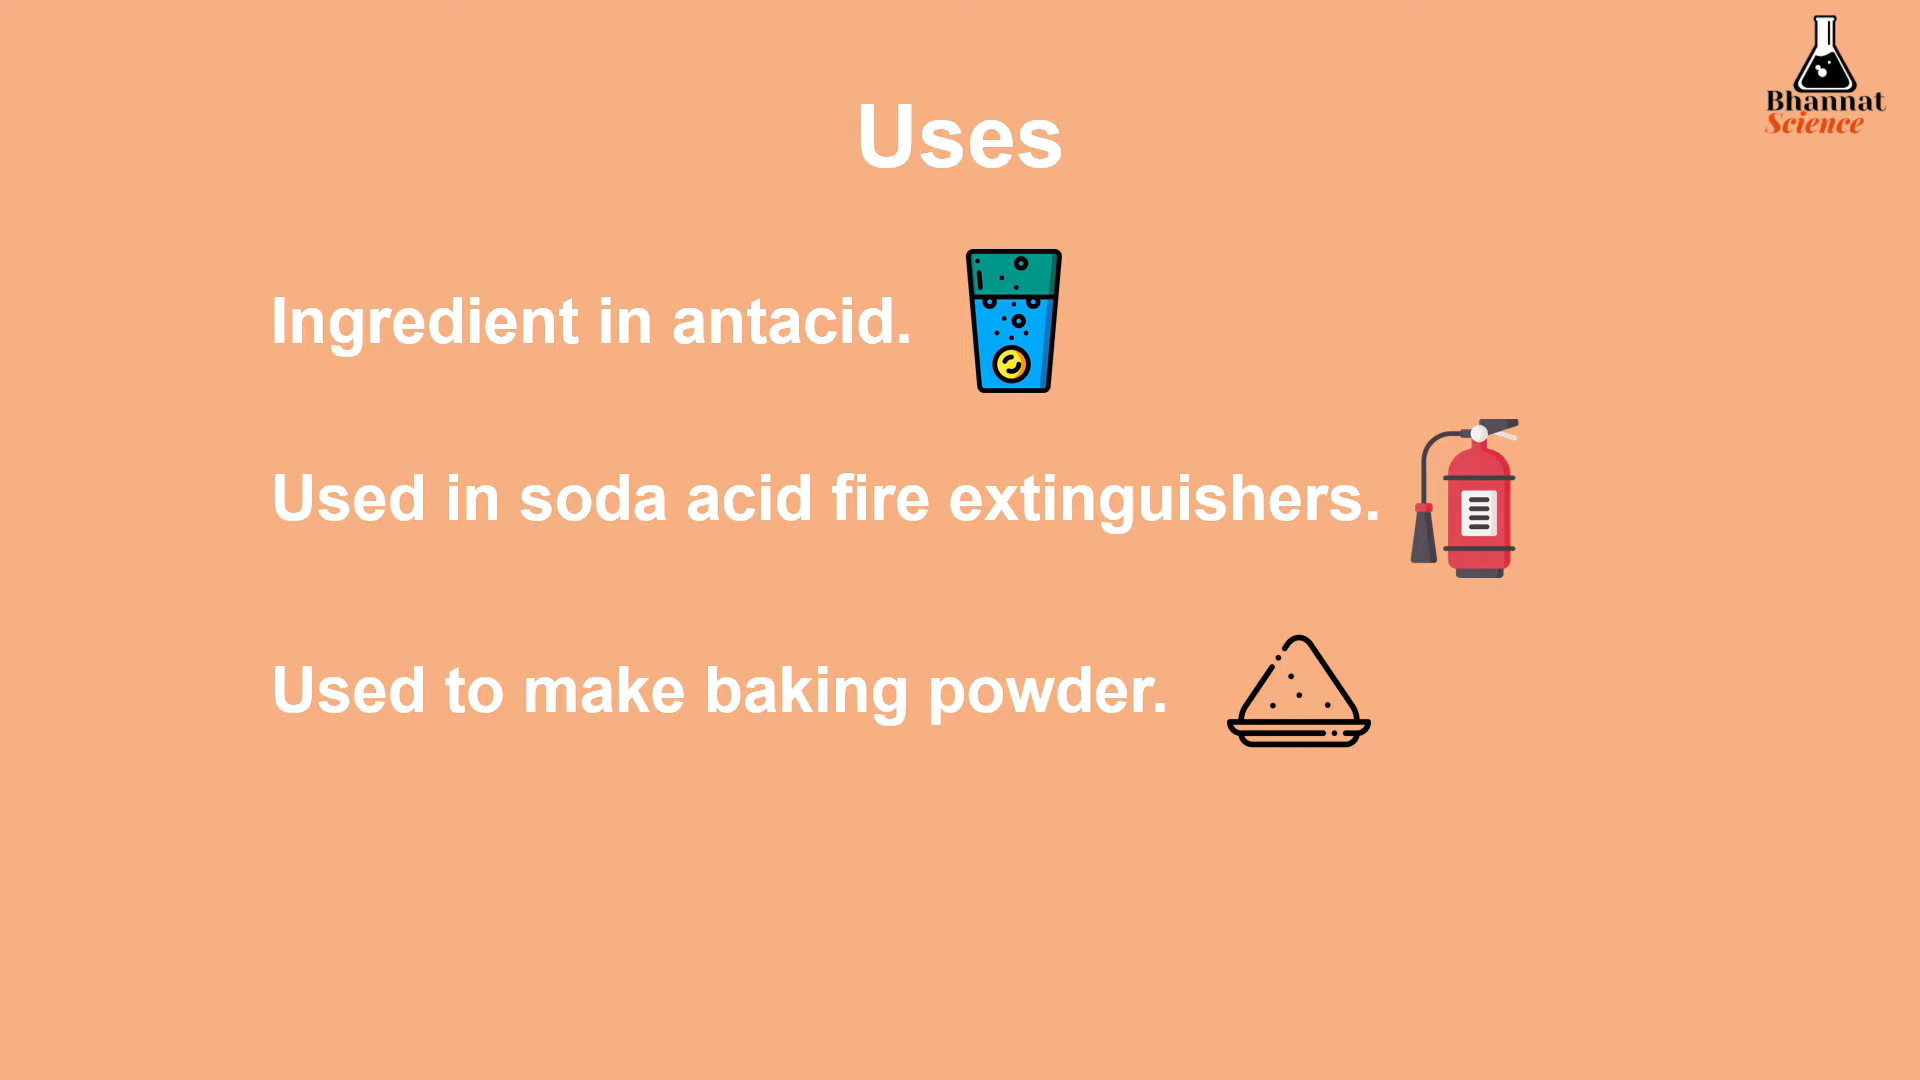 Bhannat
Science
Uses
Ingredient in antacid.
Used in soda acid fire extinguishers.
Used to make baking powder.